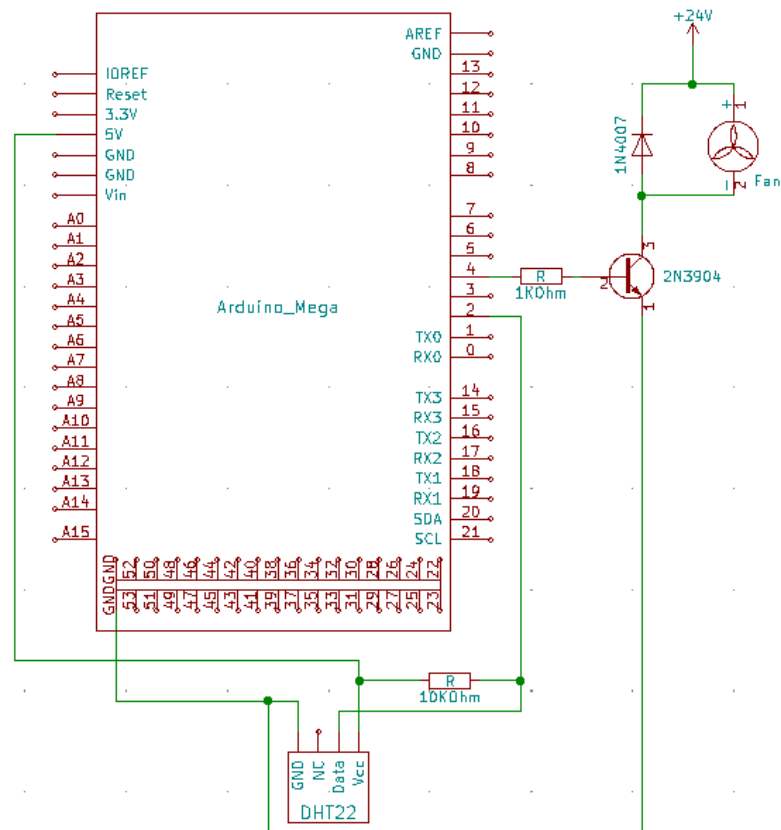 +24V
AREF
GND
IOREF
13
Reset
12
3.3V
11
5V
10
GND
9
GND
8
Vin
1N4007
+
1
-
2
Fan
A0
7
A1
6
A2
5
A3
4
R
1KOhm
2
3
1
2N3904
A4
3
Arduino_Mega
A5
2
A6
TX0
1
A7
RX0
0
A8
TX3
14
A9
RX3
15
A10
TX2
16
A11
RX2
17
A12
TX1
18
A13
RX1
19
A14
SDA
20
A15
SCL
21
GND
52
50
48
46
44
42
40
38
36
34
32
30
28
26
24
22
GND
53
51
49
47
45
43
41
39
37
35
33
31
29
27
25
23
R
10KOhm
GND
NC
Data
Vcc
DHT22